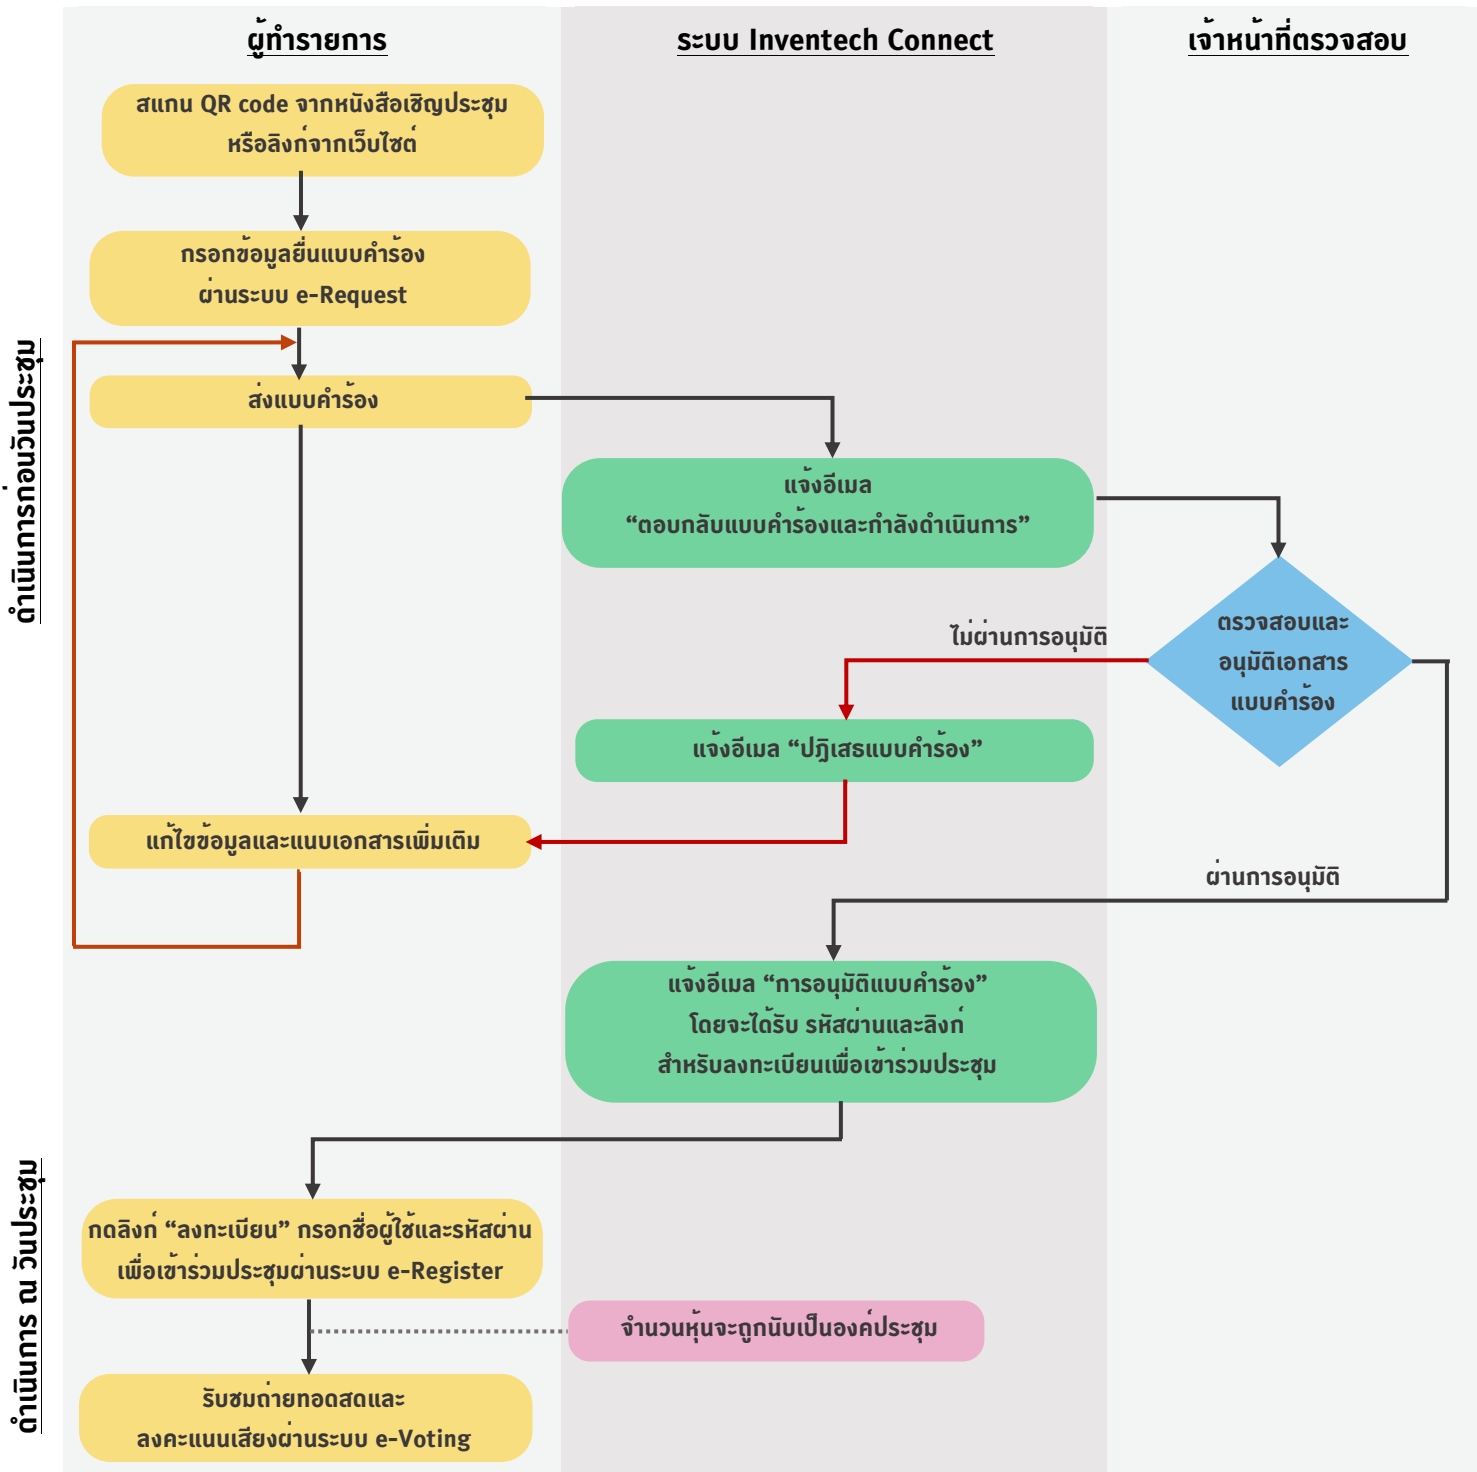 ผู้ทำรายการ
ระบบ Inventech Connect
เจ้าหน้าที่ตรวจสอบ
ดำเนินการก่อนวันประชุม
สแกน QR code จากหนังสือเชิญประชุม
หรือลิงก์จากเว็บไซต์
กรอกข้อมูลยื่นแบบคำร้อง
ผ่านระบบ e-Request
ส่งแบบคำร้อง
แจ้งอีเมล
“ตอบกลับแบบคำร้องและกำลังดำเนินการ”
ตรวจสอบและ
อนุมัติเอกสาร
แบบคำร้อง
ไม่ผ่านการอนุมัติ
แจ้งอีเมล “ปฏิเสธแบบคำร้อง”
แก้ไขข้อมูลและแนบเอกสารเพิ่มเติม
ผ่านการอนุมัติ
แจ้งอีเมล “การอนุมัติแบบคำร้อง”
โดยจะได้รับ รหัสผ่านและลิงก์
สำหรับลงทะเบียนเพื่อเข้าร่วมประชุม
ดำเนินการ ณ วันประชุม
กดลิงก์ “ลงทะเบียน” กรอกชื่อผู้ใช้และรหัสผ่าน
เพื่อเข้าร่วมประชุมผ่านระบบ e-Register
จำนวนหุ้นจะถูกนับเป็นองค์ประชุม
รับชมถ่ายทอดสดและ
ลงคะแนนเสียงผ่านระบบ e-Voting